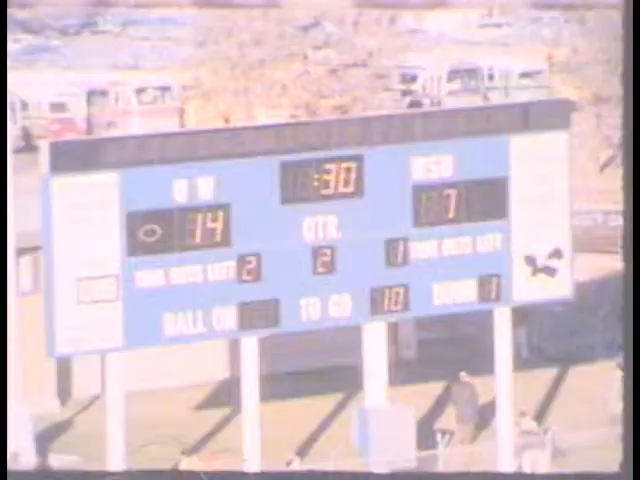 :30
U W WSU
14 7
QTR.
TIME OUTS LEFT 2 2 1 TIME OUTS LEFT
BALL ON TO GO 10 DOWN 1